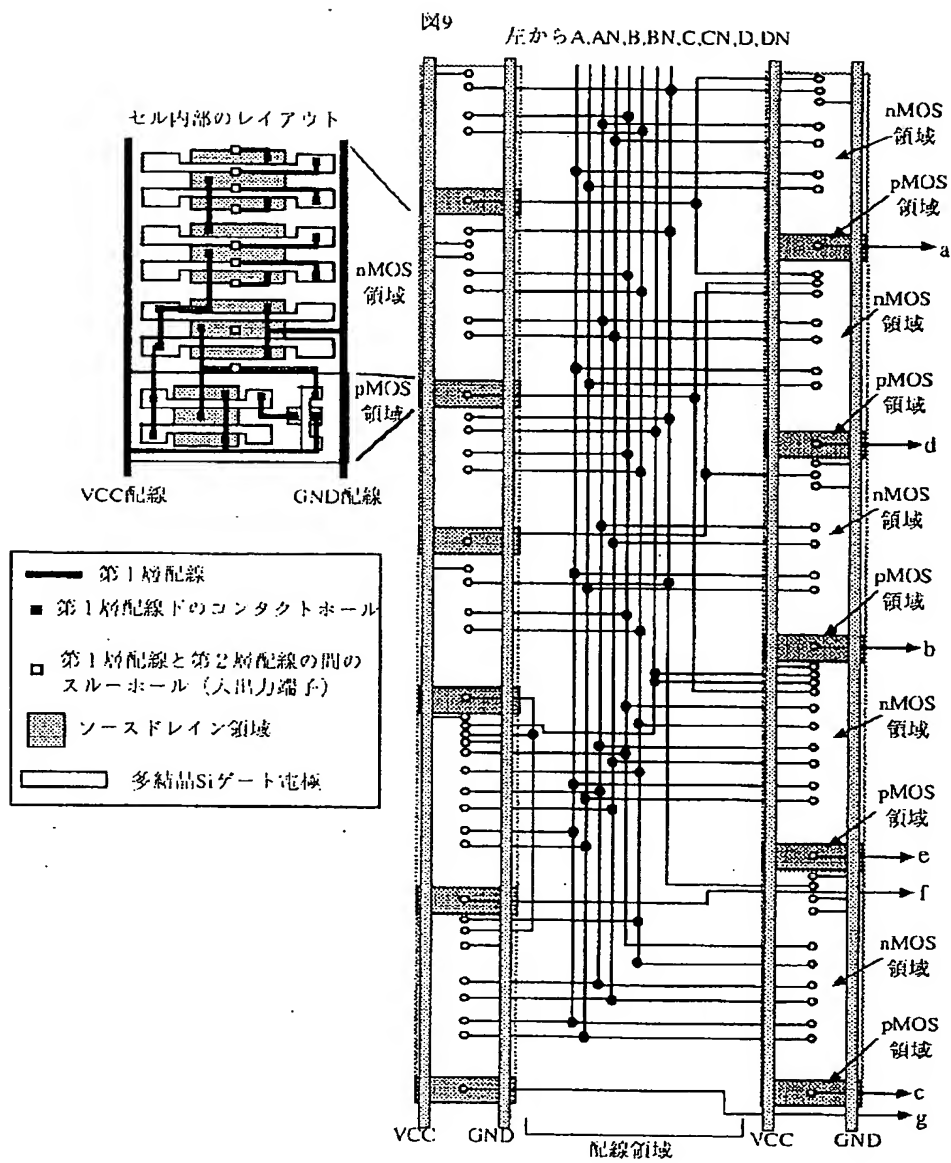 図9
左からA,AN,B,BN,C,CN,D,DN
セル内部のレイアウト
nMOS
領域
pMOS
領域
VCC配線
GND配線
第1層配線
第1層配線下のコンタクトホール
第1層配線と第2層配線の間の
スルーホール（入出力端子）
ソースドレイン領域
多結晶Siゲート電極
nMOS
領域
pMOS
領域
a
nMOS
領域
pMOS
領域
d
nMOS
領域
pMOS
領域
b
nMOS
領域
pMOS
領域
e
f
nMOS
領域
pMOS
領域
c
g
VCC
GND
配線領域
VCC
GND